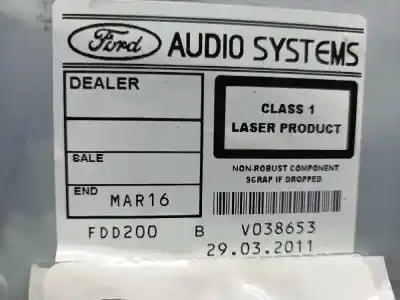 Ford AUDIO SYSTEMS
DEALER
CLASS 1
LASER PRODUCT
SALE
NON-ROBUST COMPONENT
SCRAP IF DROPPED
END MAR16
FDD200 B V038653
29.03.2011